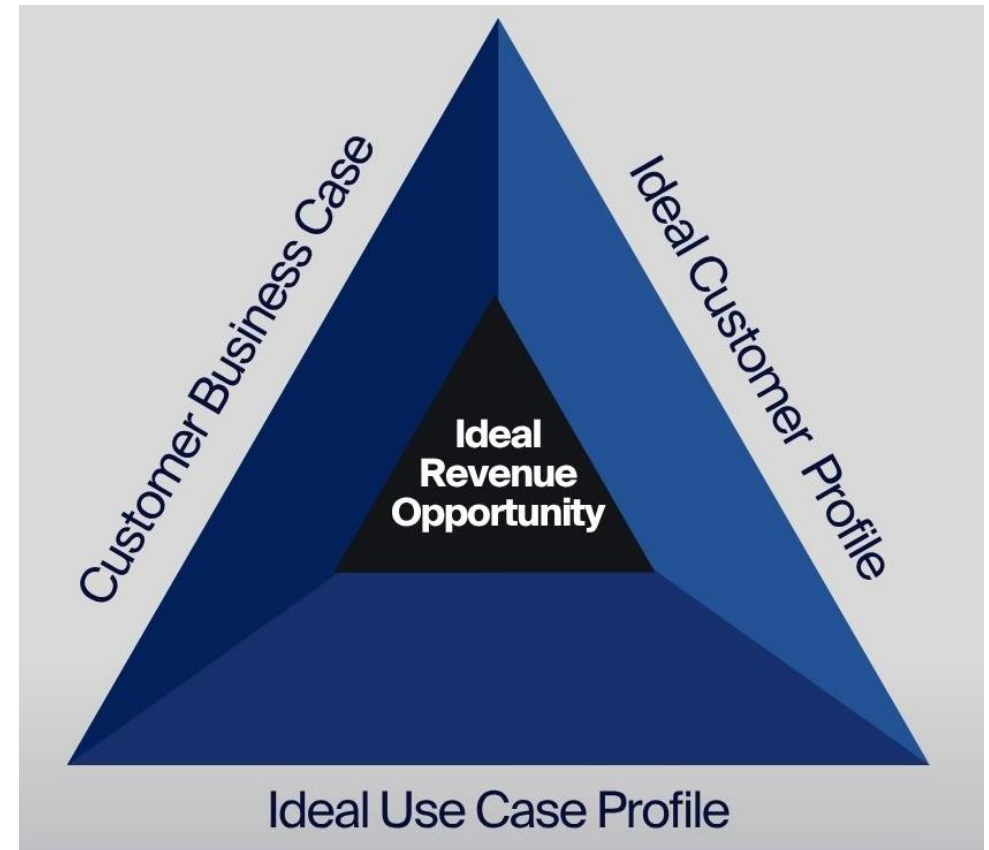 Customer Business Case
Ideal Customer Profile
Ideal
Revenue
Opportunity
Ideal Use Case Profile